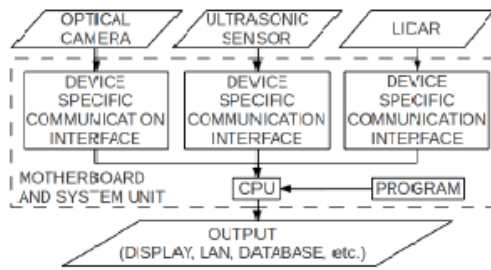 OPTICAL
CAMERA
ULTRASONIC
SENSOR
LIDAR
DEVICE
SPECIFIC
COMMUNICATION
INTERFACE
DEVICE
SPECIFIC
COMMUNICATION
INTERFACE
DEVICE
SPECIFIC
COMMUNICATION
INTERFACE
MOTHERBOARD
AND SYSTEM UNIT
CPU
PROGRAM
OUTPUT
(DISPLAY, LAN, DATABASE, etc.)